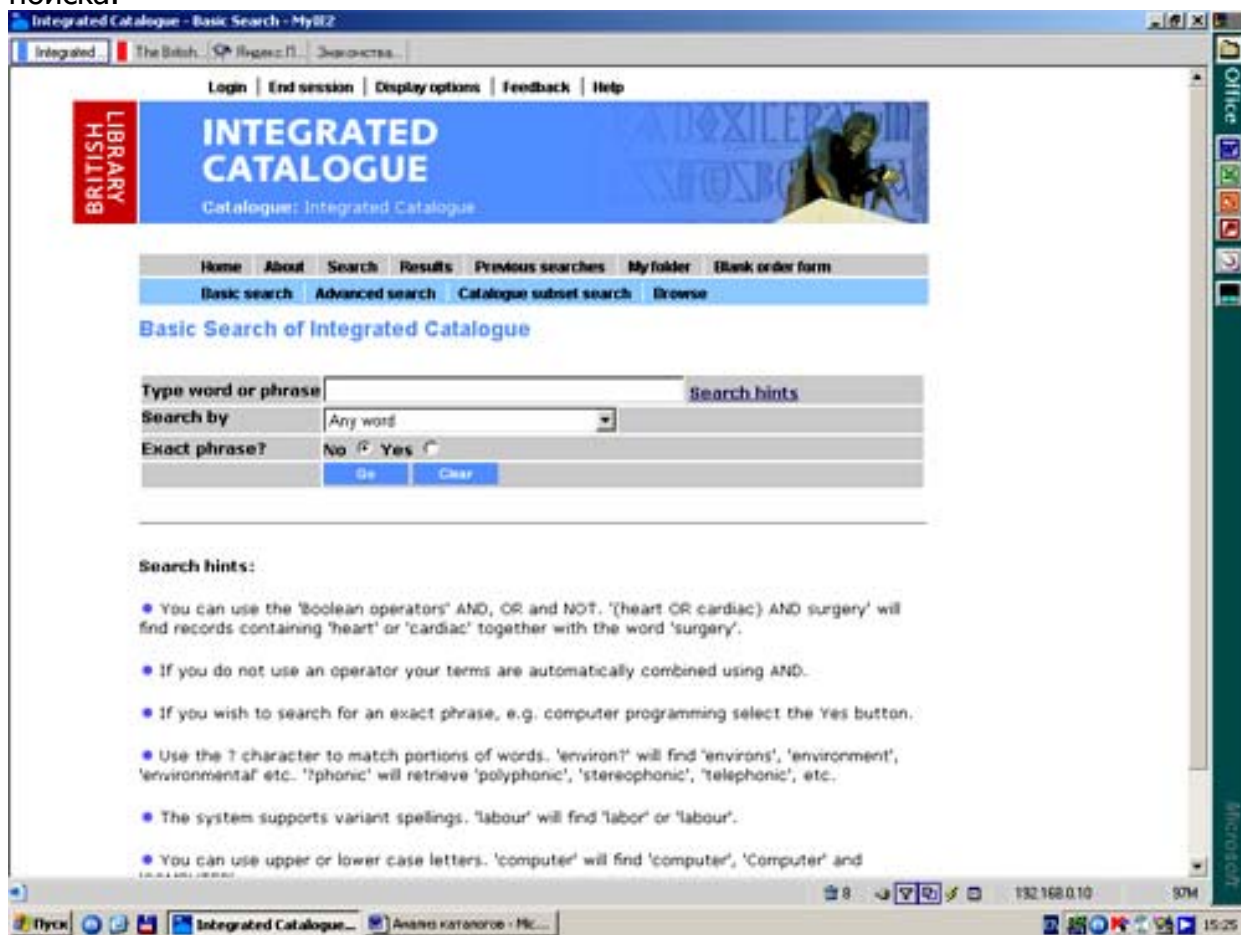 поиска.
Integrated Catalogue - Basic Search - MyIE2
Integrated... The British... Яндекс.П... Знакомства...
Login | End session | Display options | Feedback | Help
BRITISH LIBRARY
INTEGRATED
CATALOGUE
Catalogue: Integrated Catalogue
Home About Search Results Previous searches My folder Blank order form
Basic search Advanced search Catalogue subset search Browse
Basic Search of Integrated Catalogue
Type word or phrase Search hints
Search by Any word
Exact phrase? No Yes
Go Clear
Search hints:
You can use the 'Boolean operators' AND, OR and NOT. '(heart OR cardiac) AND surgery' will
find records containing 'heart' or 'cardiac' together with the word 'surgery'.
If you do not use an operator your terms are automatically combined using AND.
If you wish to search for an exact phrase, e.g. computer programming select the Yes button.
Use the ? character to match portions of words. 'environ?' will find 'environs', 'environment',
'environmental' etc. '?phonic' will retrieve 'polyphonic', 'stereophonic', 'telephonic', etc.
The system supports variant spellings. 'labour' will find 'labor' or 'labour'.
You can use upper or lower case letters. 'computer' will find 'computer', 'Computer' and
8 192.168.0.10 97M
Пуск Integrated Catalogue... Анализ каталогов - Mic... 15:25
Office
Microsoft